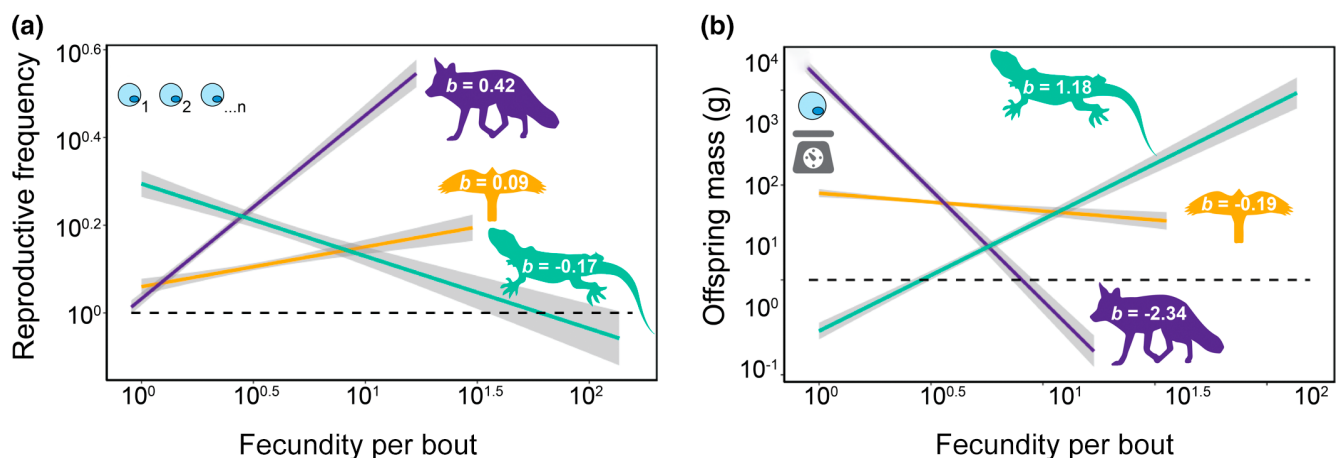 (a)
10^0.6
10^0.4
10^0.2
10^0
Reproductive frequency
1 2 ...n
b = 0.42
b = 0.09
b = -0.17
10^0 10^0.5 10^1 10^1.5 10^2
Fecundity per bout
(b)
10^4
10^3
10^2
10^1
10^0
10^-1
Offspring mass (g)
b = 1.18
b = -0.19
b = -2.34
10^0 10^0.5 10^1 10^1.5 10^2
Fecundity per bout